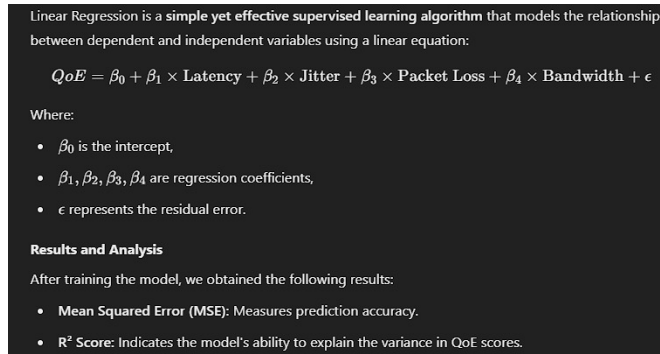 Linear Regression is a simple yet effective supervised learning algorithm that models the relationship
between dependent and independent variables using a linear equation:
QoE = β₀ + β₁ × Latency + β₂ × Jitter + β₃ × Packet Loss + β₄ × Bandwidth + ϵ
Where:
• β₀ is the intercept,
• β₁, β₂, β₃, β₄ are regression coefficients,
• ϵ represents the residual error.
Results and Analysis
After training the model, we obtained the following results:
• Mean Squared Error (MSE): Measures prediction accuracy.
• R² Score: Indicates the model's ability to explain the variance in QoE scores.